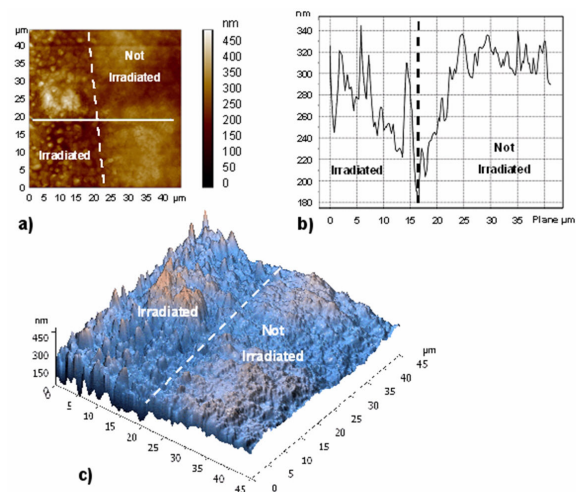 nm
µm
45
40
35
30
25
20
15
10
5
0
Not
Irradiated
Irradiated
0 5 10 15 20 25 30 35 40 µm
450
400
350
300
250
200
150
100
50
0
a)
nm
340
320
300
280
260
240
220
200
180
Irradiated
Not
Irradiated
0 5 10 15 20 25 30 35 Plane µm
b)
nm
450
300
150
0
Irradiated
Not
Irradiated
0 5 10 15 20 25 30 35 40 45
0 5 10 15 20 25 30 35 40 45
µm
c)